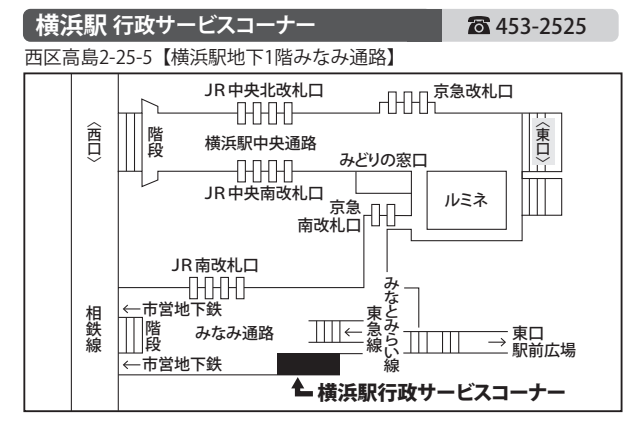 横浜駅 行政サービスコーナー
☎ 453-2525
西区高島2-25-5【横浜駅地下1階みなみ通路】
JR中央北改札口
京急改札口
〈西口〉
階段
横浜駅中央通路
〈東口〉
みどりの窓口
JR中央南改札口
ルミネ
京急
南改札口
JR南改札口
みなとみらい線
相鉄線
←市営地下鉄
階段
みなみ通路
←
東急線
→
東口
駅前広場
←市営地下鉄
横浜駅行政サービスコーナー